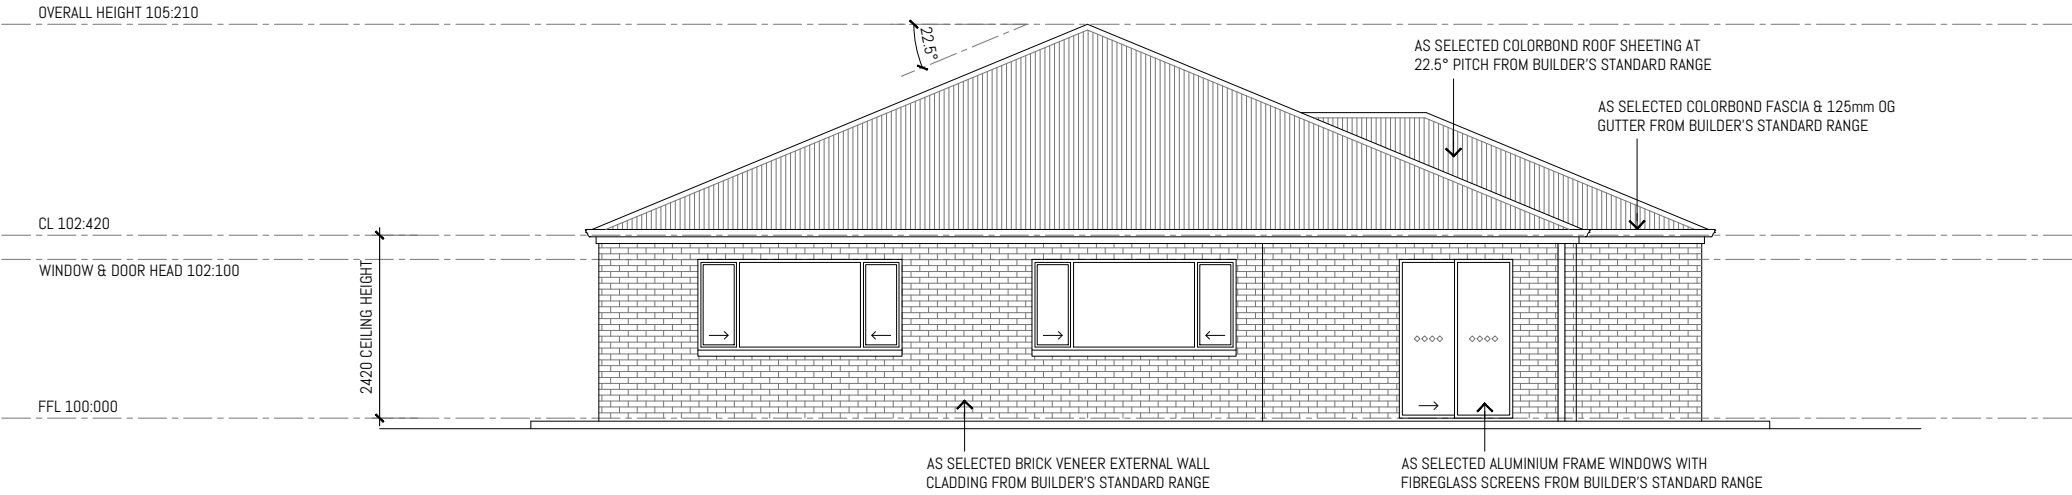 OVERALL HEIGHT 105:210
22.5°
AS SELECTED COLORBOND ROOF SHEETING AT
22.5° PITCH FROM BUILDER'S STANDARD RANGE
AS SELECTED COLORBOND FASCIA & 125mm OG
GUTTER FROM BUILDER'S STANDARD RANGE
CL 102:420
WINDOW & DOOR HEAD 102:100
2420 CEILING HEIGHT
FFL 100:000
AS SELECTED BRICK VENEER EXTERNAL WALL
CLADDING FROM BUILDER'S STANDARD RANGE
AS SELECTED ALUMINIUM FRAME WINDOWS WITH
FIBREGLASS SCREENS FROM BUILDER'S STANDARD RANGE